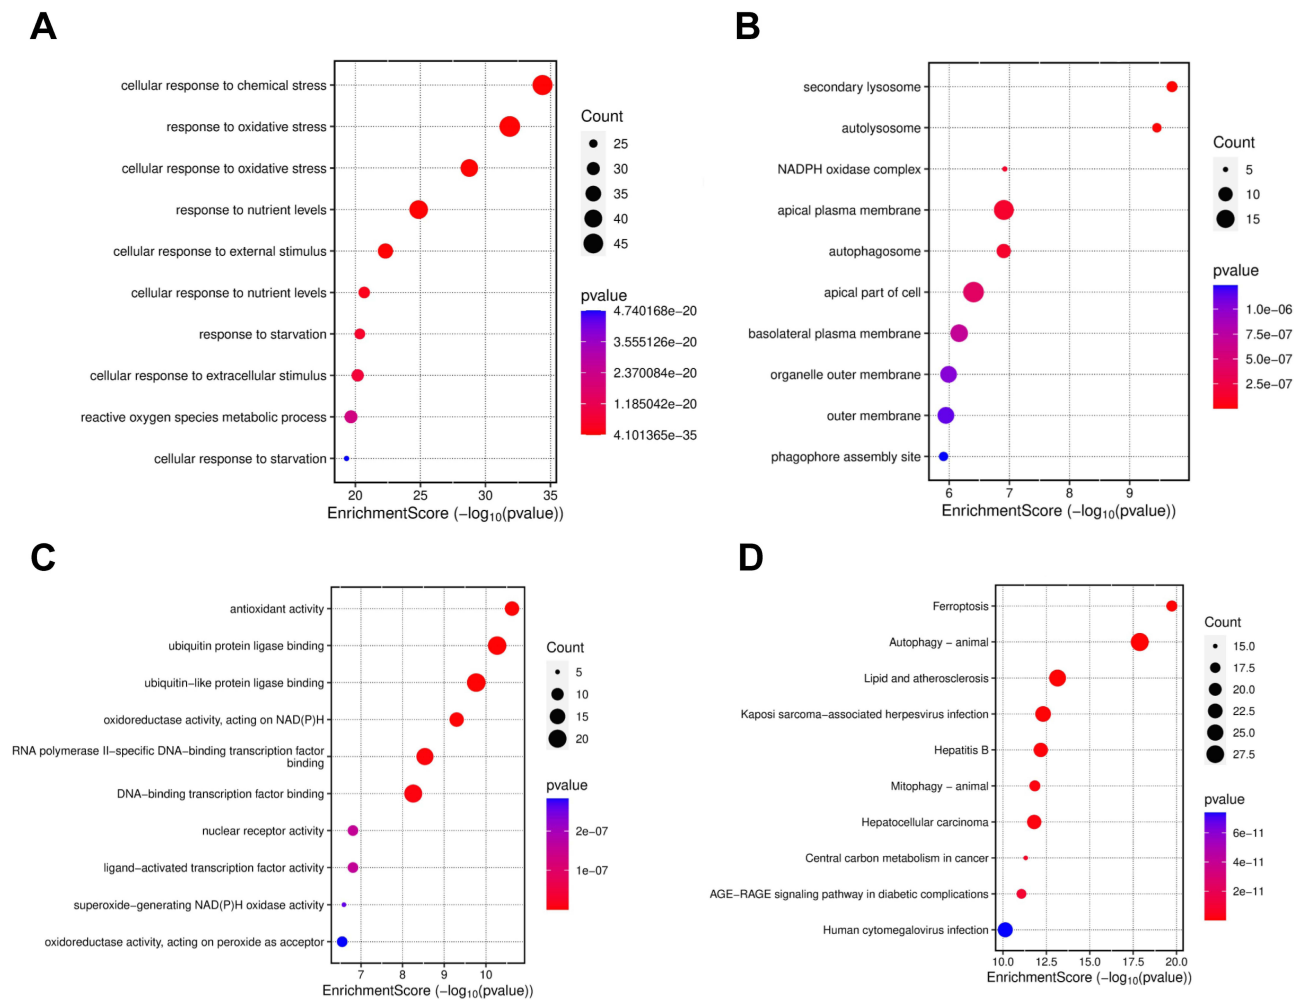 A
cellular response to chemical stress
response to oxidative stress
cellular response to oxidative stress
response to nutrient levels
cellular response to external stimulus
cellular response to nutrient levels
response to starvation
cellular response to extracellular stimulus
reactive oxygen species metabolic process
cellular response to starvation
20 25 30 35
EnrichmentScore (−log10(pvalue))
Count
25
30
35
40
45
pvalue
4.740168e−20
3.555126e−20
2.370084e−20
1.185042e−20
4.101365e−35
B
secondary lysosome
autolysosome
NADPH oxidase complex
apical plasma membrane
autophagosome
apical part of cell
basolateral plasma membrane
organelle outer membrane
outer membrane
phagophore assembly site
6 7 8 9
EnrichmentScore (−log10(pvalue))
Count
5
10
15
pvalue
1.0e−06
7.5e−07
5.0e−07
2.5e−07
C
antioxidant activity
ubiquitin protein ligase binding
ubiquitin−like protein ligase binding
oxidoreductase activity, acting on NAD(P)H
RNA polymerase II−specific DNA−binding transcription factor
binding
DNA−binding transcription factor binding
nuclear receptor activity
ligand−activated transcription factor activity
superoxide−generating NAD(P)H oxidase activity
oxidoreductase activity, acting on peroxide as acceptor
7 8 9 10
EnrichmentScore (−log10(pvalue))
Count
5
10
15
20
pvalue
2e−07
1e−07
D
Ferroptosis
Autophagy − animal
Lipid and atherosclerosis
Kaposi sarcoma−associated herpesvirus infection
Hepatitis B
Mitophagy − animal
Hepatocellular carcinoma
Central carbon metabolism in cancer
AGE−RAGE signaling pathway in diabetic complications
Human cytomegalovirus infection
10.0 12.5 15.0 17.5 20.0
EnrichmentScore (−log10(pvalue))
Count
15.0
17.5
20.0
22.5
25.0
27.5
pvalue
6e−11
4e−11
2e−11